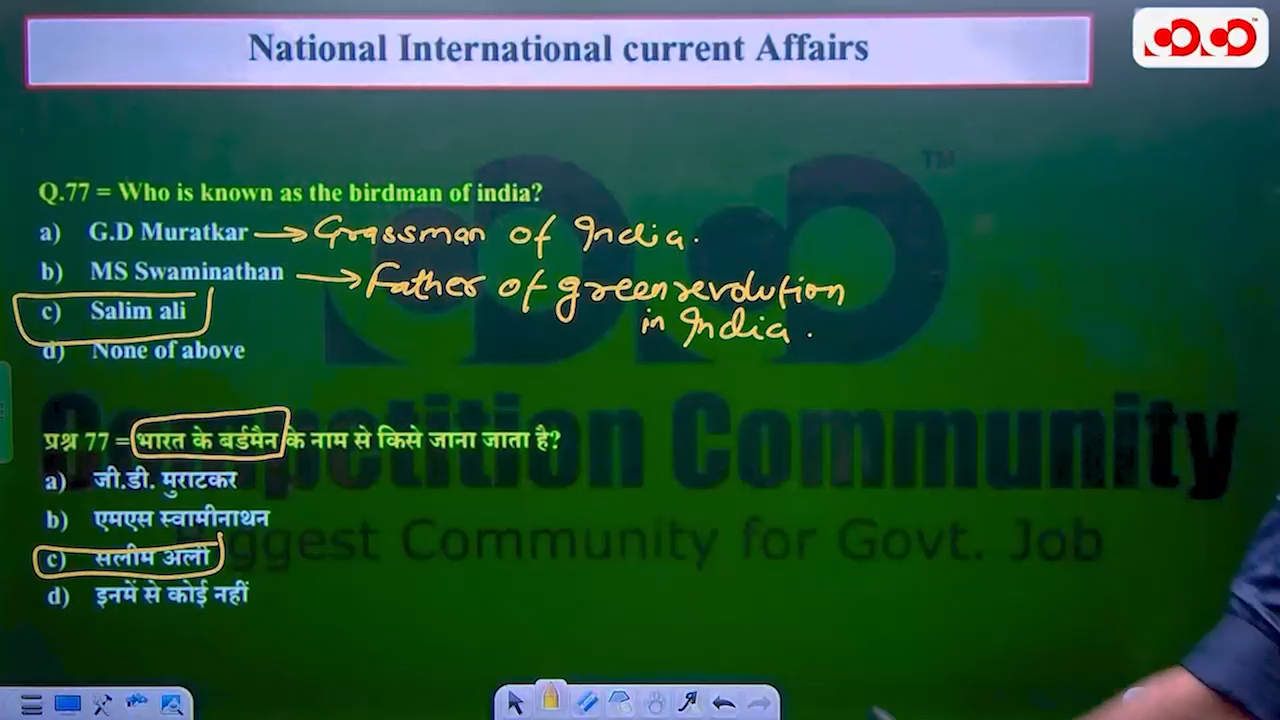 National International current Affairs
TM
Q.77 = Who is known as the birdman of india?
a) G.D Muratkar → Grassman of India.
b) MS Swaminathan → Father of green revolution
in India.
c) Salim ali
d) None of above
Competition Community
Biggest Community for Govt. Job
प्रश्न 77 = भारत के बर्डमैन के नाम से किसे जाना जाता है?
a) जी.डी. मुराटकर
b) एमएस स्वामीनाथन
c) सलीम अली
d) इनमें से कोई नहीं